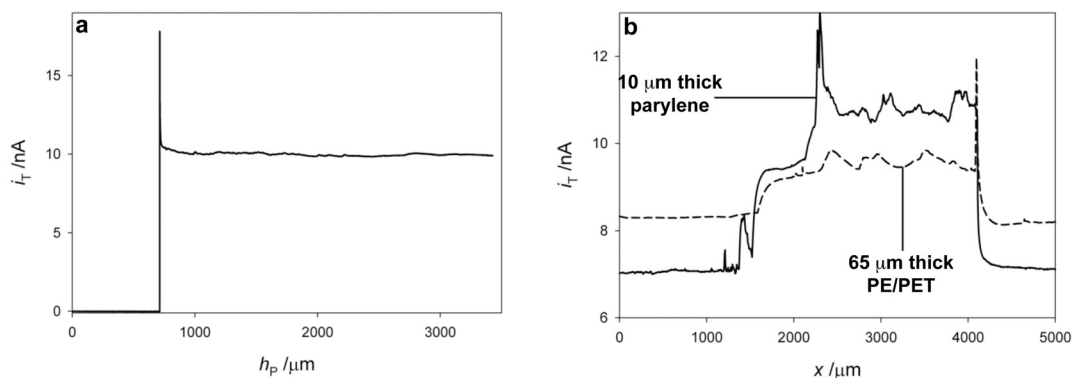 a
15
10
5
0
i_T /nA
0
1000
2000
3000
h_P /μm
b
12
10
8
6
i_T /nA
10 μm thick
parylene
65 μm thick
PE/PET
0
1000
2000
3000
4000
5000
x /μm